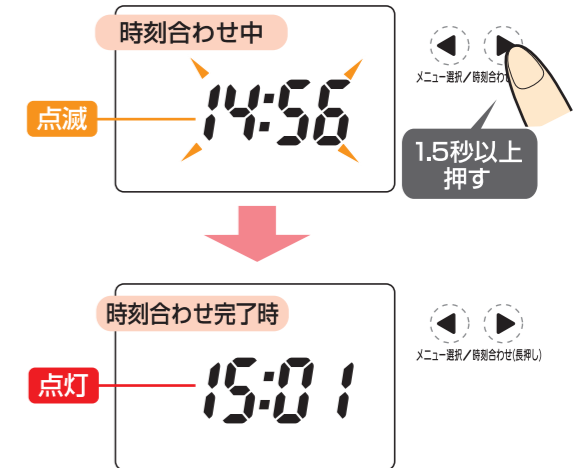 時刻合わせ中
点滅
14:56
メニュー選択/時刻合わせ
1.5秒以上
押す
時刻合わせ完了時
点灯
15:01
メニュー選択/時刻合わせ(長押し)